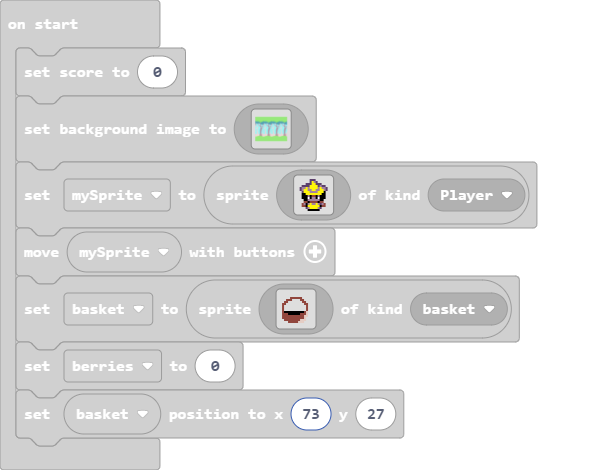 on start
set score to 0
set background image to
set mySprite to sprite of kind Player
move mySprite with buttons
set basket to sprite of kind basket
set berries to 0
set basket position to x 73 y 27